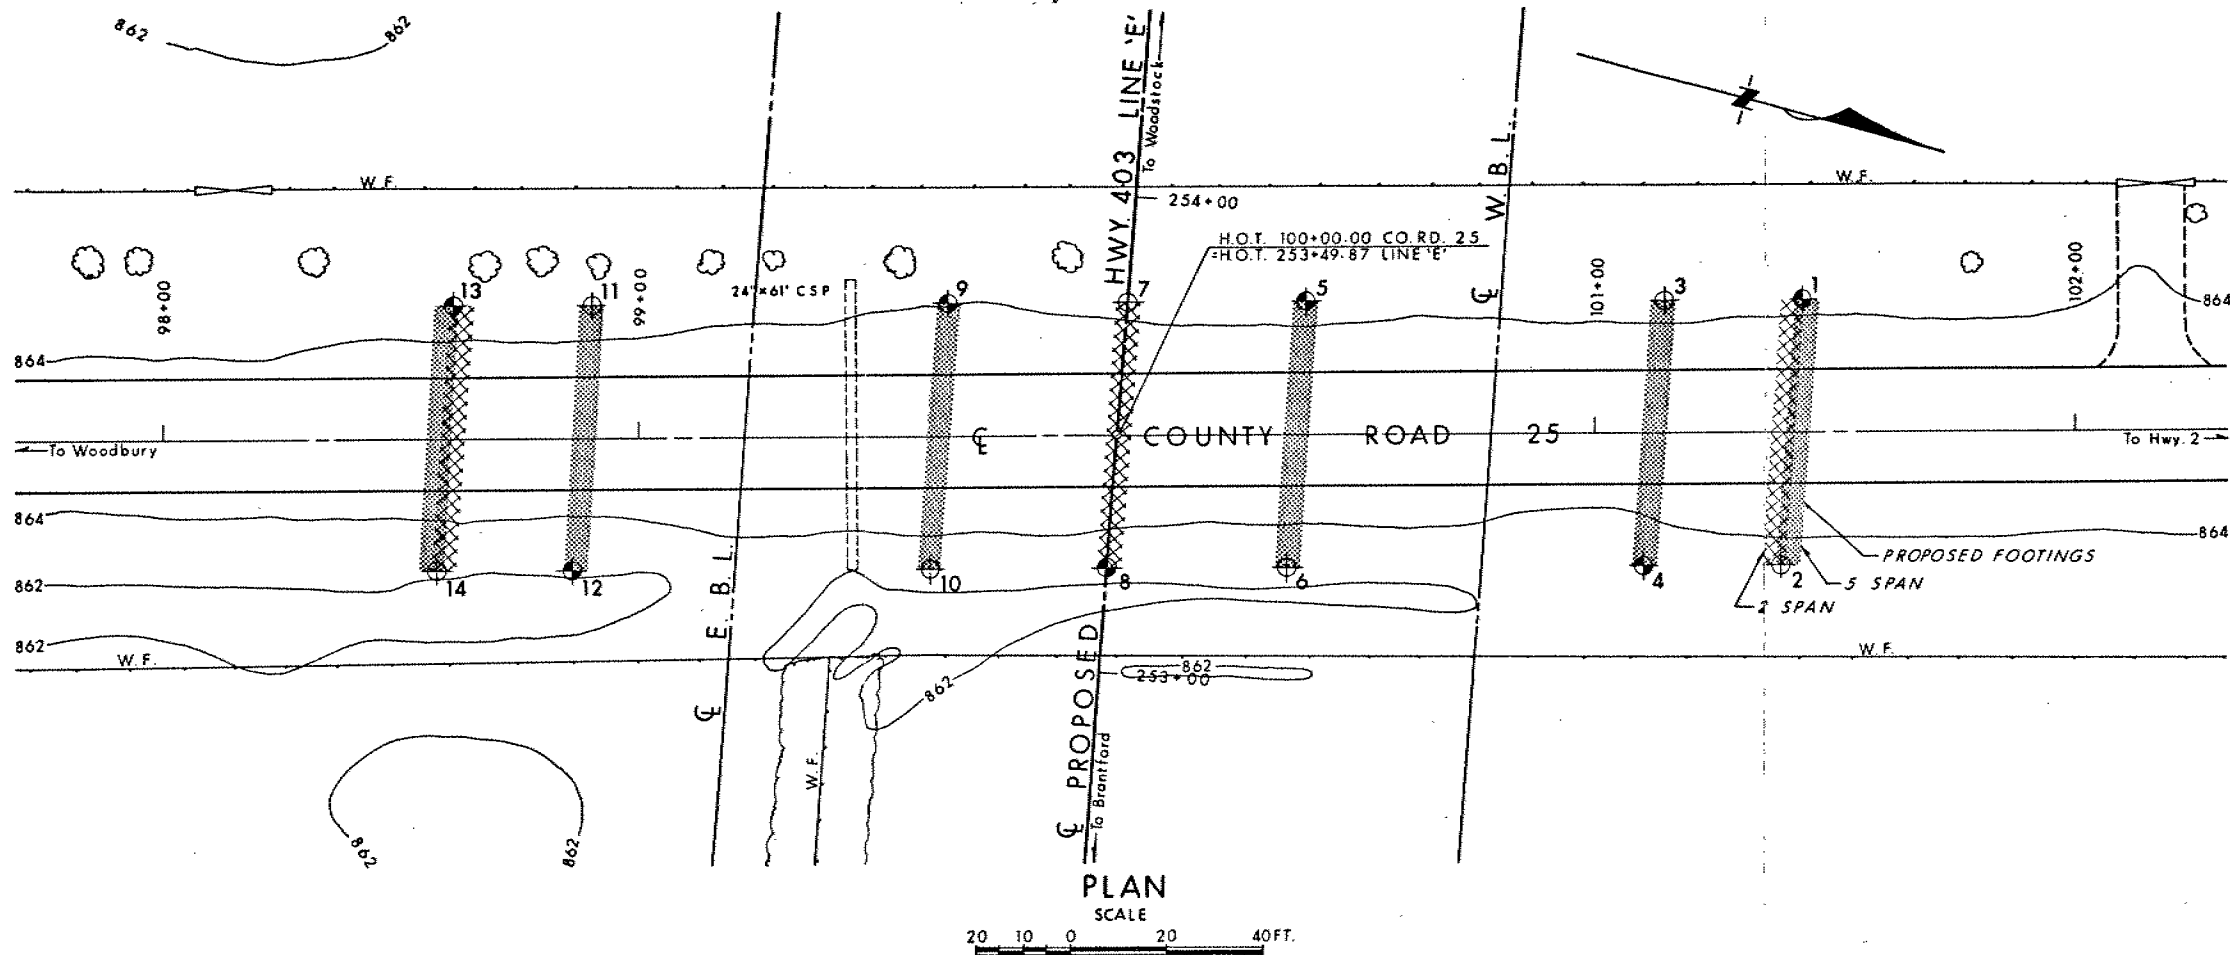 862
862
HWY. 403 LINE 'E'
To Woodstock
W. B. L.
W.F.
W.F.
254+00
H.O.T. 100+00.00 CO. RD. 25
=H.O.T. 253+49.87 LINE 'E'
98+00
13
11
99+00
24"×61' CSP
9
7
5
101+00
3
1
102+00
864
864
℄
To Woodbury
℄ COUNTY ROAD 25
To Hwy. 2
864
864
PROPOSED FOOTINGS
5 SPAN
2 SPAN
862
14
12
10
8
6
4
2
℄ E. B. L.
862
W.F.
W.F.
862
253+00
862
℄ PROPOSED
To Brantford
W.F.
862
862
PLAN
SCALE
20 10 0 20 40FT.